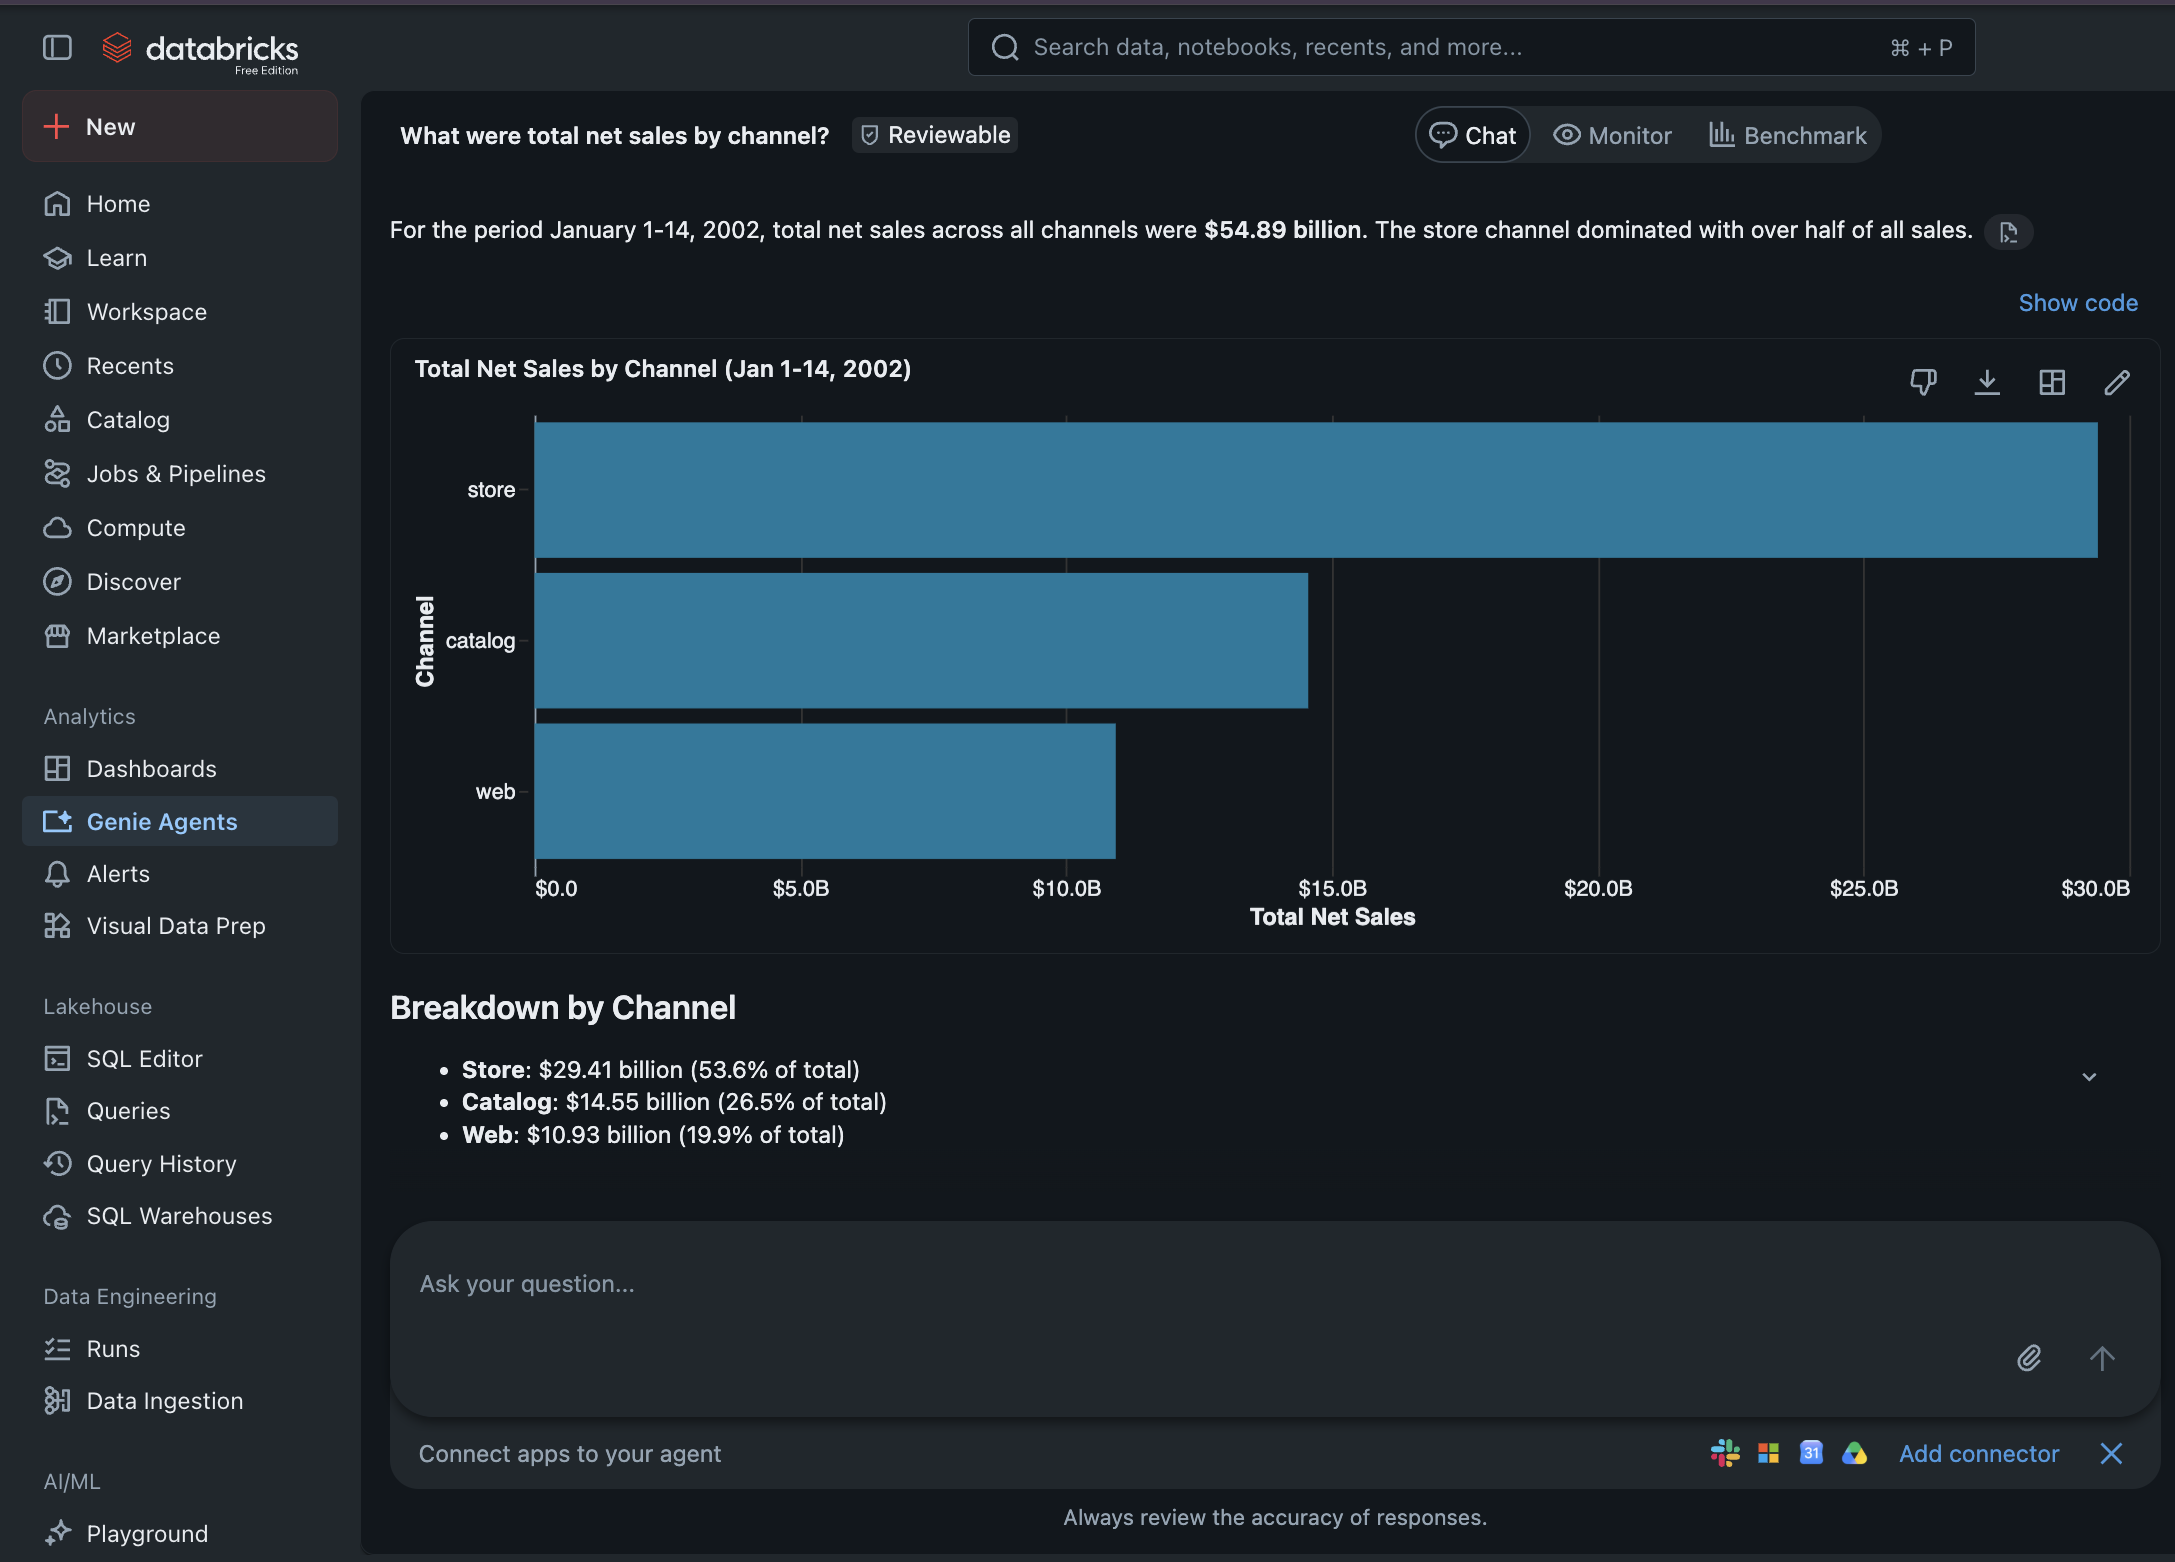 databricks
Free Edition
Search data, notebooks, recents, and more...
⌘ + P
New
Home
Learn
Workspace
Recents
Catalog
Jobs & Pipelines
Compute
Discover
Marketplace
Analytics
Dashboards
Genie Agents
Alerts
Visual Data Prep
Lakehouse
SQL Editor
Queries
Query History
SQL Warehouses
Data Engineering
Runs
Data Ingestion
AI/ML
Playground
What were total net sales by channel?
Reviewable
Chat
Monitor
Benchmark
For the period January 1-14, 2002, total net sales across all channels were $54.89 billion. The store channel dominated with over half of all sales.
Show code
Total Net Sales by Channel (Jan 1-14, 2002)
Channel
store
catalog
web
$0.0
$5.0B
$10.0B
$15.0B
$20.0B
$25.0B
$30.0B
Total Net Sales
Breakdown by Channel
• Store: $29.41 billion (53.6% of total)
• Catalog: $14.55 billion (26.5% of total)
• Web: $10.93 billion (19.9% of total)
Ask your question...
Connect apps to your agent
31
Add connector
Always review the accuracy of responses.